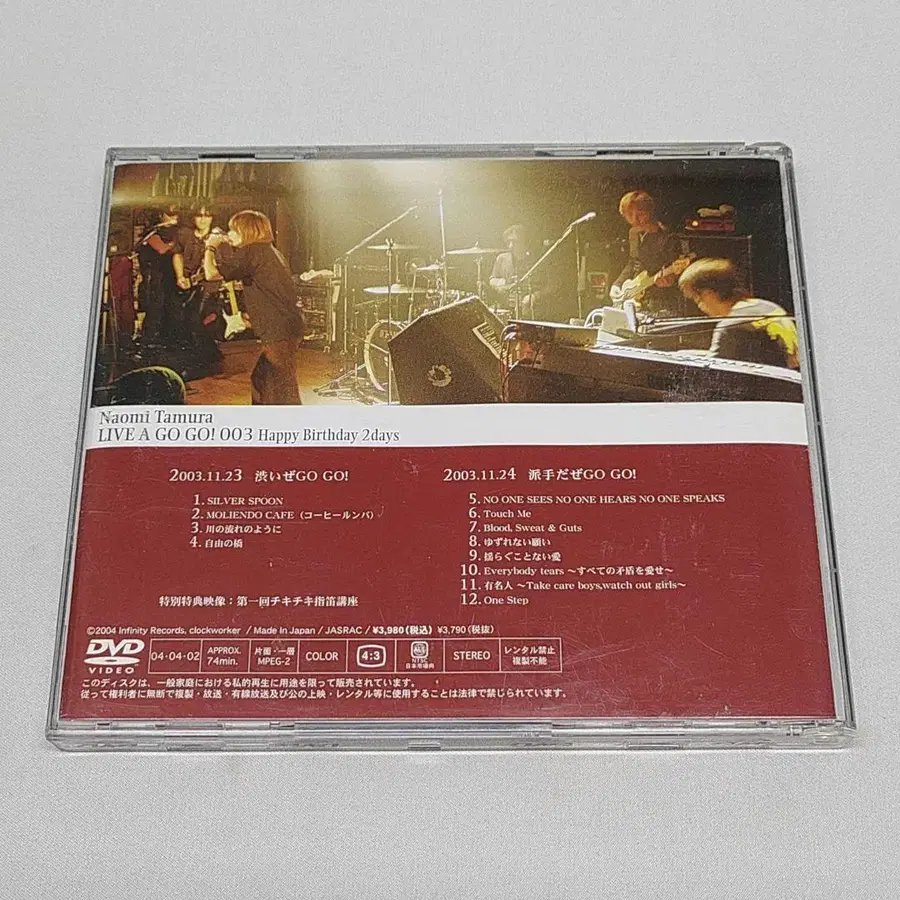 Naomi Tamura
LIVE A GO GO! 003 Happy Birthday 2days
2003.11.23 渋いぜGO GO!
1. SILVER SPOON
2. MOLIENDO CAFE（コーヒールンバ）
3. 川の流れのように
4. 自由の橋
特別特典映像：第一回チキチキ指笛講座
2003.11.24 派手だぜGO GO!
5. NO ONE SEES NO ONE HEARS NO ONE SPEAKS
6. Touch Me
7. Blood, Sweat & Guts
8. ゆずれない願い
9. 揺らぐことない愛
10. Everybody tears 〜すべての矛盾を愛せ〜
11. 有名人 〜Take care boys,watch out girls〜
12. One Step
©2004 Infinity Records, clockworker / Made in Japan / JASRAC / ¥3,980(税込) ¥3,790(税抜)
DVD
VIDEO
04・04・02
APPROX.
74min.
片面・一層
MPEG-2
COLOR
4:3
ALL
NTSC
日本市場向
STEREO
レンタル禁止
複製不能
このディスクは、一般家庭における私的再生に用途を限って販売されています。
従って権利者に無断で複製・放送・有線放送及び公の上映・レンタル等に使用することは法律で禁じられています。